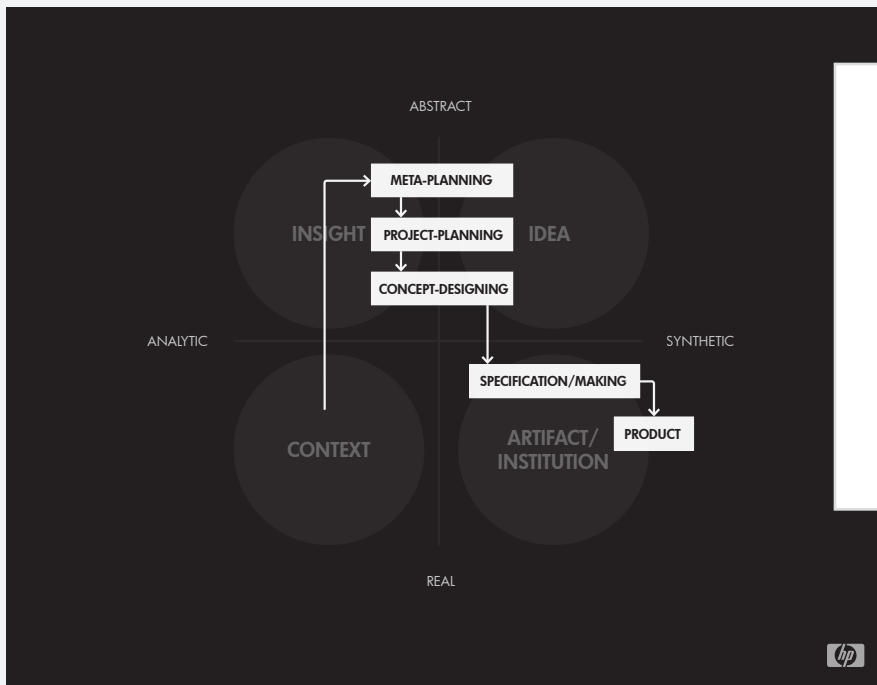 ABSTRACT
META-PLANNING
INSIGHT
PROJECT-PLANNING
IDEA
CONCEPT-DESIGNING
ANALYTIC
SYNTHETIC
SPECIFICATION/MAKING
PRODUCT
CONTEXT
ARTIFACT/
INSTITUTION
REAL
hp